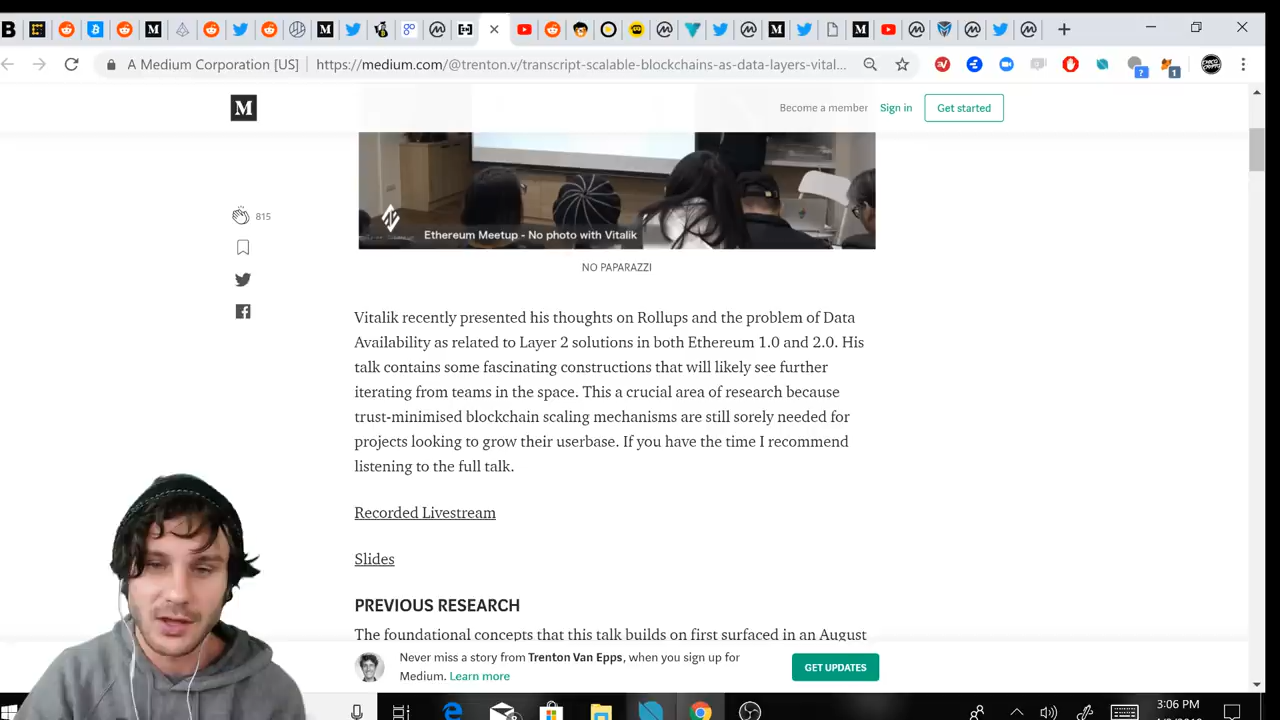 A Medium Corporation [US]
https://medium.com/@trenton.v/transcript-scalable-blockchains-as-data-layers-vital...
M
Become a member
Sign in
Get started
815
Ethereum Meetup - No photo with Vitalik
NO PAPARAZZI
Vitalik recently presented his thoughts on Rollups and the problem of Data
Availability as related to Layer 2 solutions in both Ethereum 1.0 and 2.0. His
talk contains some fascinating constructions that will likely see further
iterating from teams in the space. This a crucial area of research because
trust-minimised blockchain scaling mechanisms are still sorely needed for
projects looking to grow their userbase. If you have the time I recommend
listening to the full talk.
Recorded Livestream
Slides
PREVIOUS RESEARCH
The foundational concepts that this talk builds on first surfaced in an August
Never miss a story from Trenton Van Epps, when you sign up for
Medium. Learn more
GET UPDATES
3:06 PM